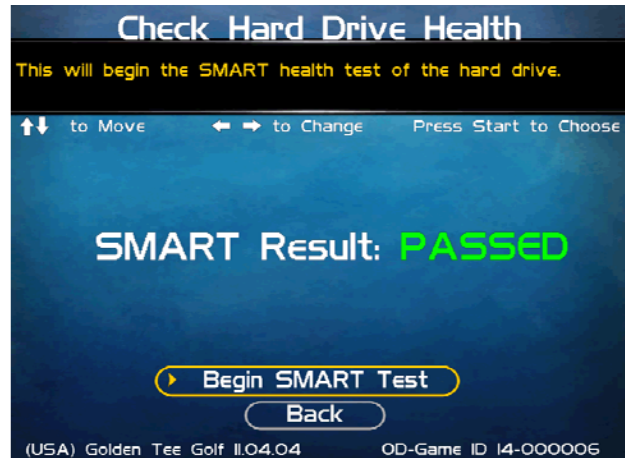 Check Hard Drive Health
This will begin the SMART health test of the hard drive.
to Move to Change Press Start to Choose
SMART Result: PASSED
Begin SMART Test
Back
(USA) Golden Tee Golf 11.04.04 OD-Game ID 14-000006